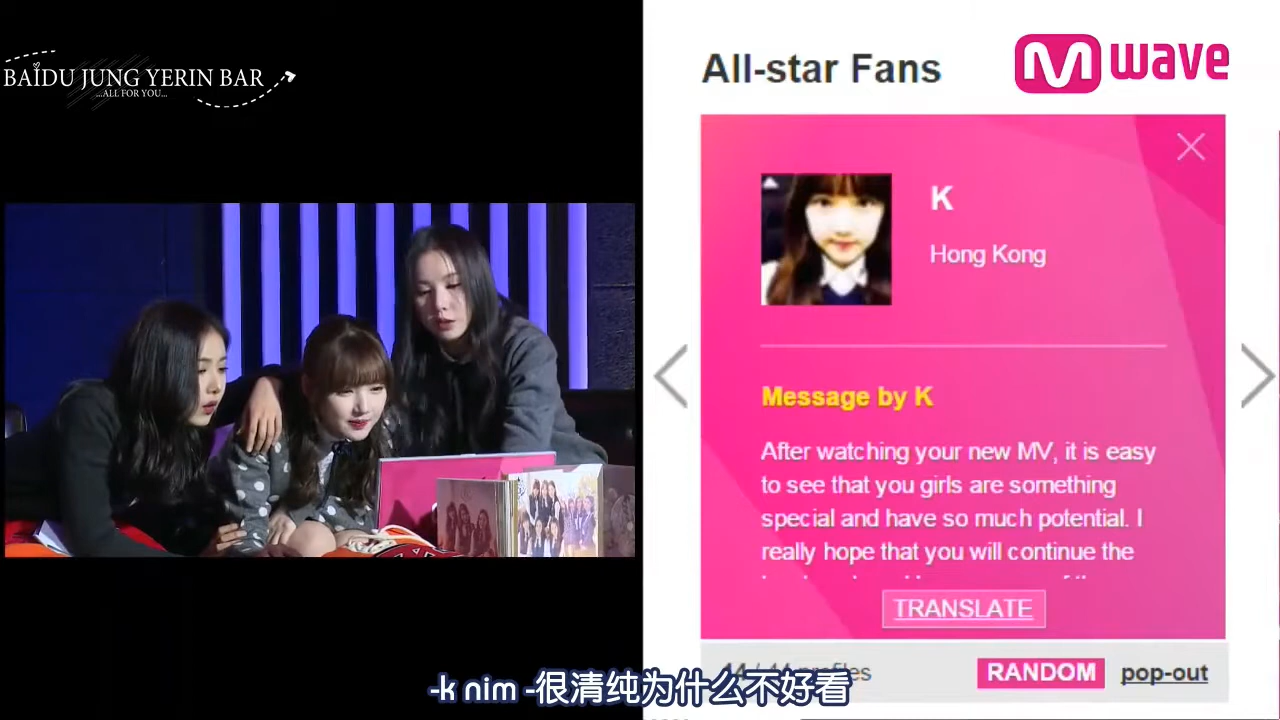 BAIDU JUNG YERIN BAR
...ALL FOR YOU...
All-star Fans
M wave
K
Hong Kong
Message by K
After watching your new MV, it is easy
to see that you girls are something
special and have so much potential. I
really hope that you will continue the
TRANSLATE
44 / 44 profiles
RANDOM
pop-out
-k nim -很清纯为什么不好看